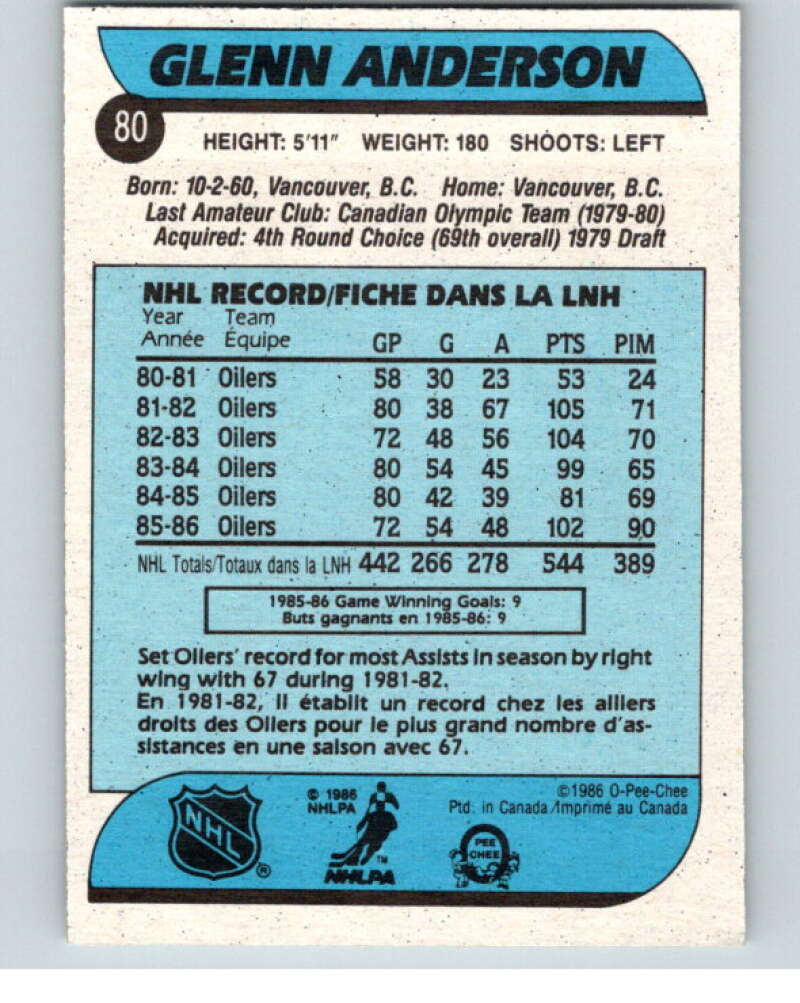 GLENN ANDERSON
80
HEIGHT: 5'11" WEIGHT: 180 SHOOTS: LEFT
Born: 10-2-60, Vancouver, B.C. Home: Vancouver, B.C.
Last Amateur Club: Canadian Olympic Team (1979-80)
Acquired: 4th Round Choice (69th overall) 1979 Draft
NHL RECORD/FICHE DANS LA LNH
Year Team
Année Équipe GP G A PTS PIM
80-81 Oilers 58 30 23 53 24
81-82 Oilers 80 38 67 105 71
82-83 Oilers 72 48 56 104 70
83-84 Oilers 80 54 45 99 65
84-85 Oilers 80 42 39 81 69
85-86 Oilers 72 54 48 102 90
NHL Totals/Totaux dans la LNH 442 266 278 544 389
1985-86 Game Winning Goals: 9
Buts gagnants en 1985-86: 9
Set Oilers' record for most Assists in season by right
wing with 67 during 1981-82.
En 1981-82, il établit un record chez les ailiers
droits des Oilers pour le plus grand nombre d'as-
sistances en une saison avec 67.
NHL ®
© 1986
NHLPA
NHLPA ™
©1986 O-Pee-Chee
Ptd. in Canada/Imprimé au Canada
PEE
CHEE